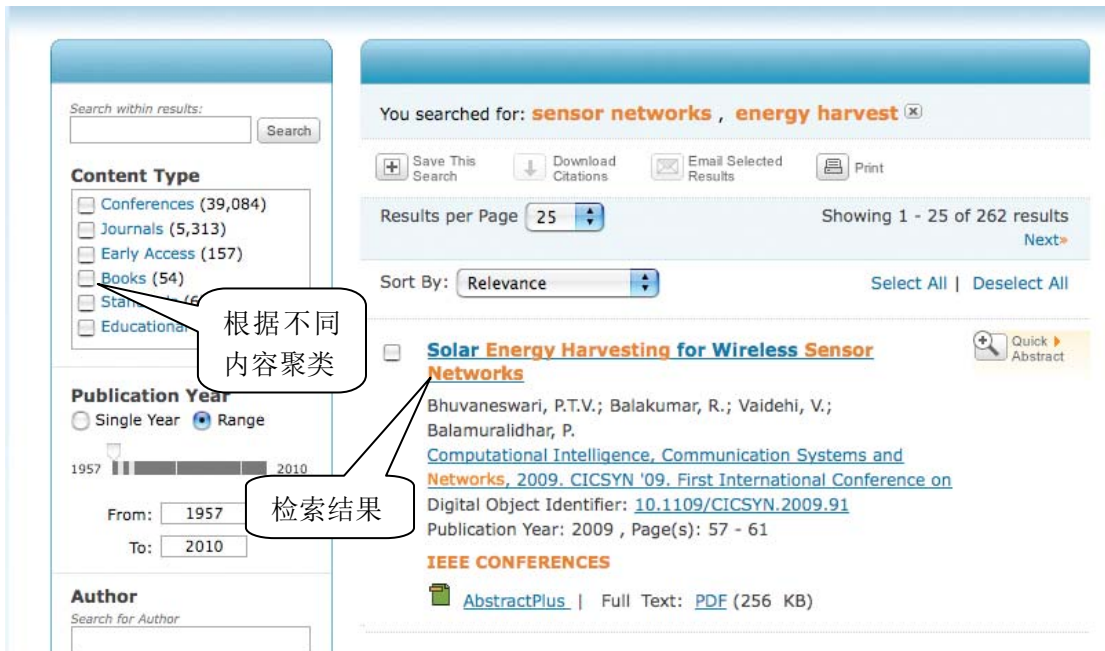 Search within results:
Search
Content Type
Conferences (39,084)
Journals (5,313)
Early Access (157)
Books (54)
Educational
根据不同
内容聚类
Publication Year
Single Year Range
1957 2010
From: 1957
To: 2010
Author
Search for Author
You searched for: sensor networks , energy harvest
Save This Search
Download Citations
Email Selected Results
Print
Results per Page 25
Showing 1 - 25 of 262 results
Next»
Sort By: Relevance
Select All | Deselect All
Solar Energy Harvesting for Wireless Sensor
Networks
Quick
Abstract
检索结果
Bhuvaneswari, P.T.V.; Balakumar, R.; Vaidehi, V.;
Balamuralidhar, P.
Computational Intelligence, Communication Systems and
Networks, 2009. CICSYN '09. First International Conference on
Digital Object Identifier: 10.1109/CICSYN.2009.91
Publication Year: 2009 , Page(s): 57 - 61
IEEE CONFERENCES
AbstractPlus | Full Text: PDF (256 KB)